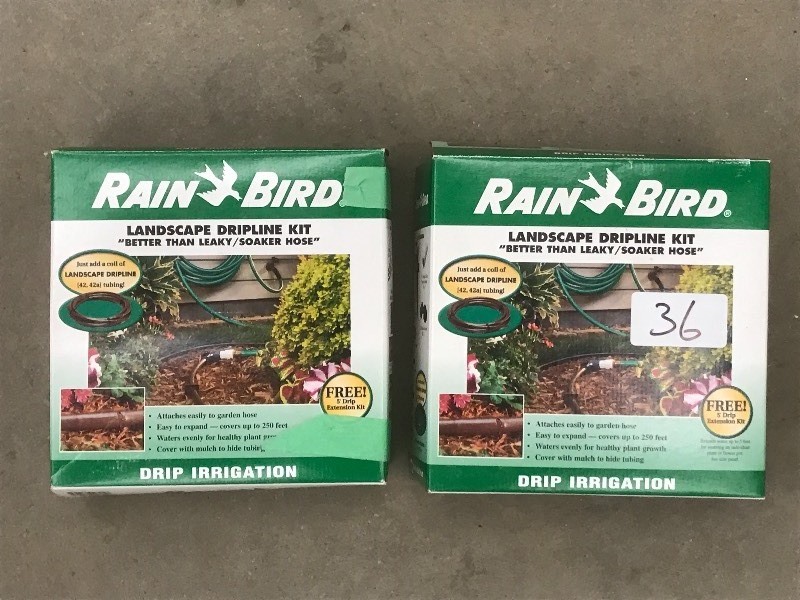 RAIN BIRD
LANDSCAPE DRIPLINE KIT
"BETTER THAN LEAKY/SOAKER HOSE"
Just add a coil of
LANDSCAPE DRIPLINE
[42, 42a] tubing!
FREE!
5' Drip
Extension Kit
• Attaches easily to garden hose
• Easy to expand — covers up to 250 feet
• Waters evenly for healthy plant
• Cover with mulch to hide tubing
DRIP IRRIGATION
DRIP IRRIGATION
RAIN BIRD®
LANDSCAPE DRIPLINE KIT
"BETTER THAN LEAKY/SOAKER HOSE"
Just add a coil of
LANDSCAPE DRIPLINE
[42, 42a] tubing!
36
FREE!
5' Drip
Extension Kit
• Attaches easily to garden hose
• Easy to expand — covers up to 250 feet
• Waters evenly for healthy plant growth
• Cover with mulch to hide tubing
DRIP IRRIGATION